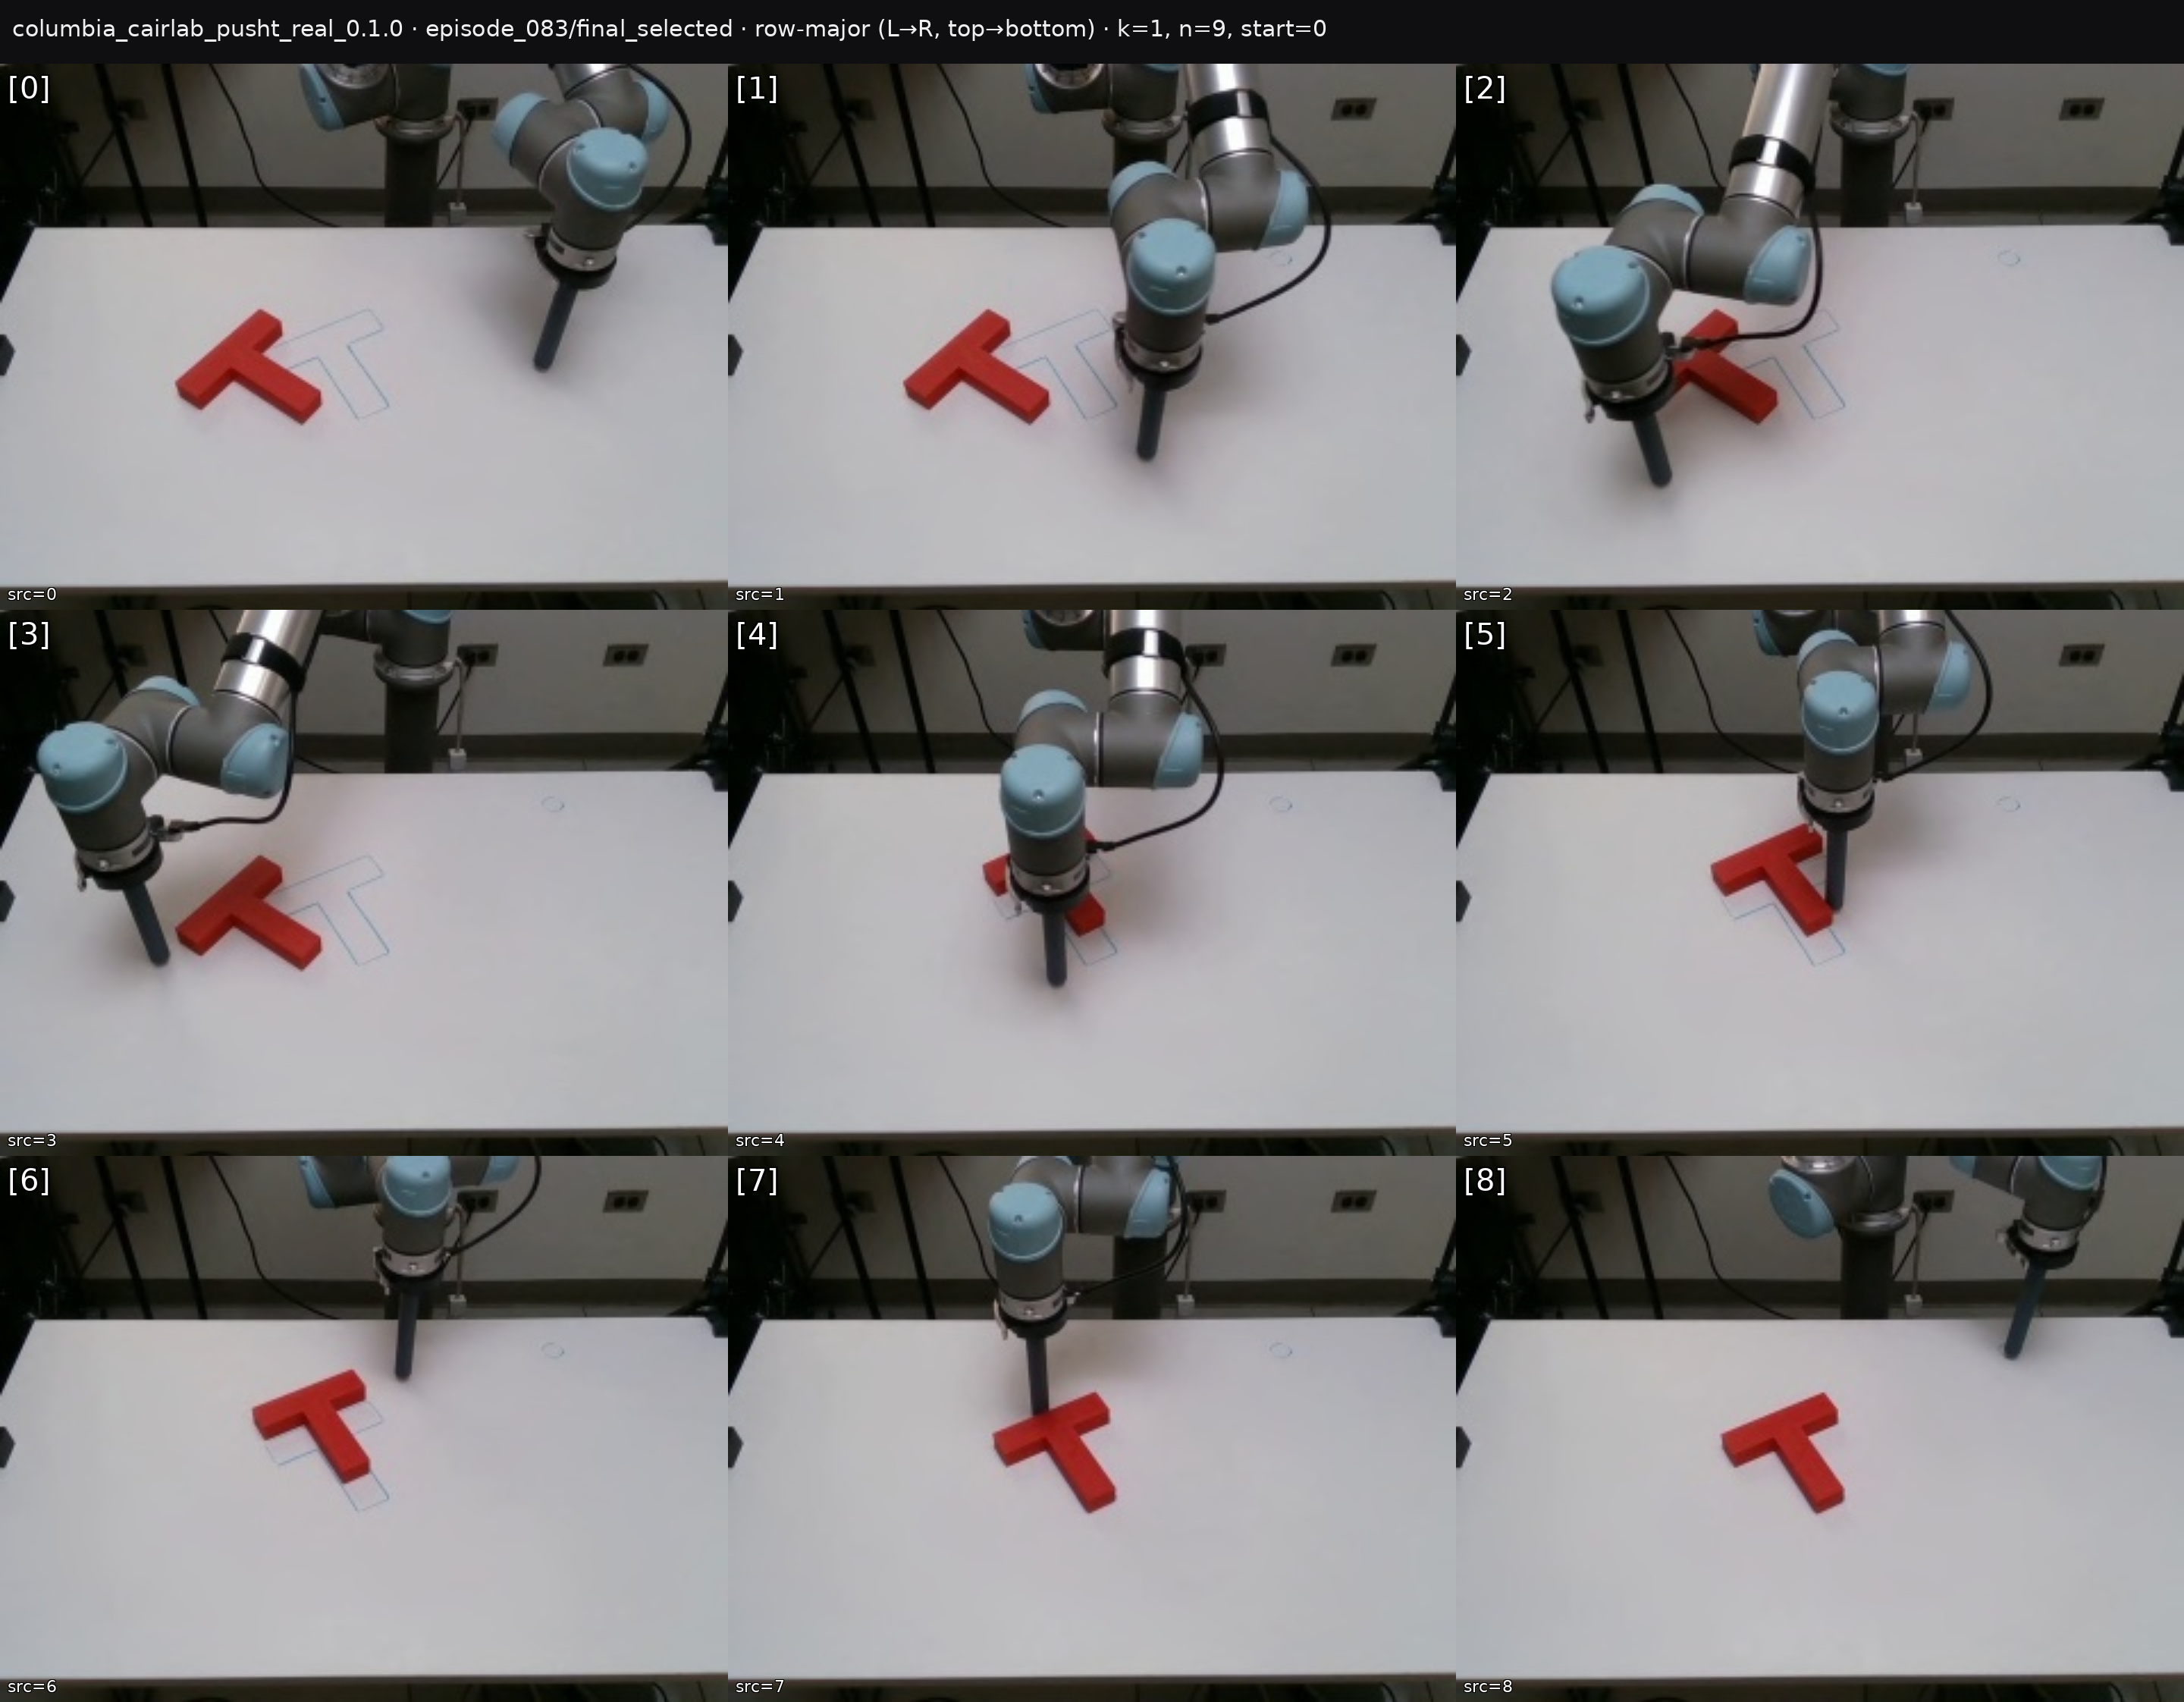 columbia_cairlab_pusht_real_0.1.0 · episode_083/final_selected · row-major (L→R, top→bottom) · k=1, n=9, start=0
[0]
[1]
[2]
src=0
src=1
src=2
[3]
[4]
[5]
src=3
src=4
src=5
[6]
[7]
[8]
src=6
src=7
src=8